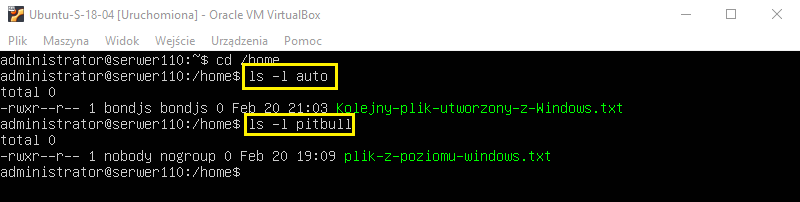 Ubuntu-S-18-04 [Uruchomiona] - Oracle VM VirtualBox
Plik Maszyna Widok Wejście Urządzenia Pomoc
administrator@serwer110:~$ cd /home
administrator@serwer110:/home$ ls -l auto
total 0
-rwxr--r-- 1 bondjs bondjs 0 Feb 20 21:03 Kolejny-plik-utworzony-z-Windows.txt
administrator@serwer110:/home$ ls -l pitbull
total 0
-rwxr--r-- 1 nobody nogroup 0 Feb 20 19:09 plik-z-poziomu-windows.txt
administrator@serwer110:/home$